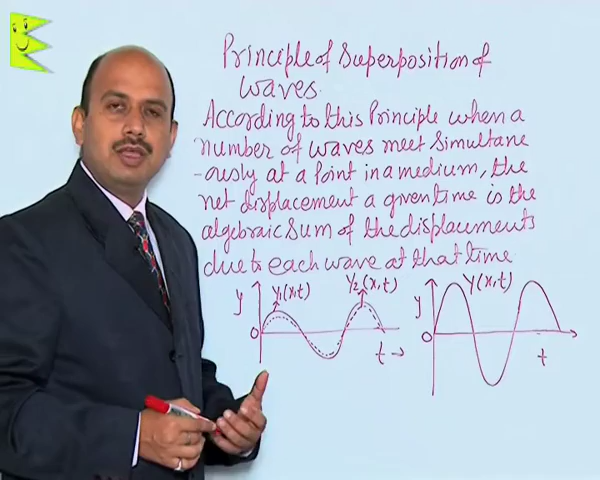 Principle of Superposition of
waves.
According to this Principle when a
number of waves meet Simultane
-ously at a Point in a medium, the
net displacement a given time is the
algebraic Sum of the displacements
due to each wave at that time
y y₁(x,t) y₂(x,t) y y(x,t)
0 t → 0 t